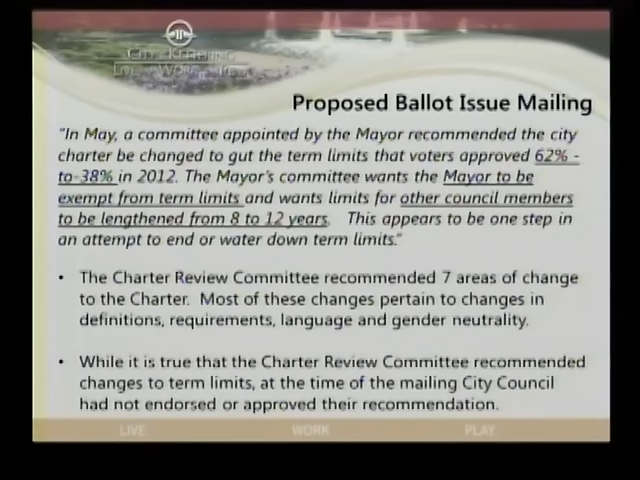 CITY OF KETTERING
LIVE WORK PLAY
Proposed Ballot Issue Mailing
"In May, a committee appointed by the Mayor recommended the city
charter be changed to gut the term limits that voters approved 62% -
to-38% in 2012. The Mayor's committee wants the Mayor to be
exempt from term limits and wants limits for other council members
to be lengthened from 8 to 12 years. This appears to be one step in
an attempt to end or water down term limits."
• The Charter Review Committee recommended 7 areas of change
to the Charter. Most of these changes pertain to changes in
definitions, requirements, language and gender neutrality.
• While it is true that the Charter Review Committee recommended
changes to term limits, at the time of the mailing City Council
had not endorsed or approved their recommendation.
LIVE WORK PLAY